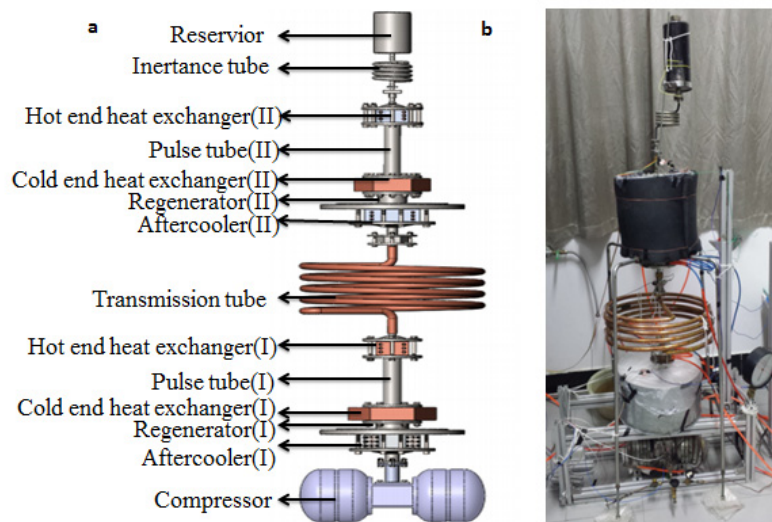 a
b
Reservior
Inertance tube
Hot end heat exchanger(II)
Pulse tube(II)
Cold end heat exchanger(II)
Regenerator(II)
Aftercooler(II)
Transmission tube
Hot end heat exchanger(I)
Pulse tube(I)
Cold end heat exchanger(I)
Regenerator(I)
Aftercooler(I)
Compressor